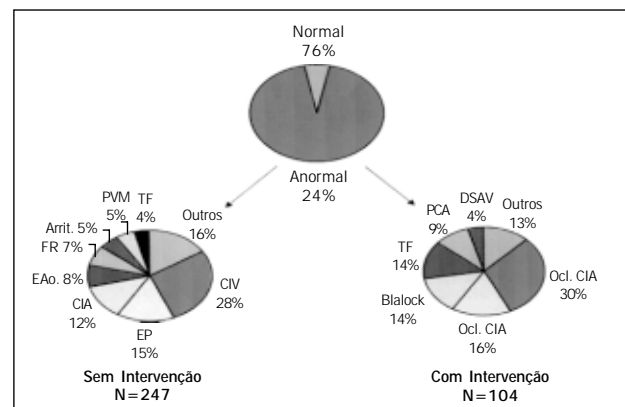 Normal
76%
Anormal
24%
PVM
5%
TF
4%
Outros
16%
Arrit. 5%
FR 7%
EAo. 8%
CIA
12%
EP
15%
CIV
28%
Sem Intervenção
N=247
PCA
9%
DSAV
4%
Outros
13%
TF
14%
Blalock
14%
Ocl. CIA
16%
Ocl. CIA
30%
Com Intervenção
N=104